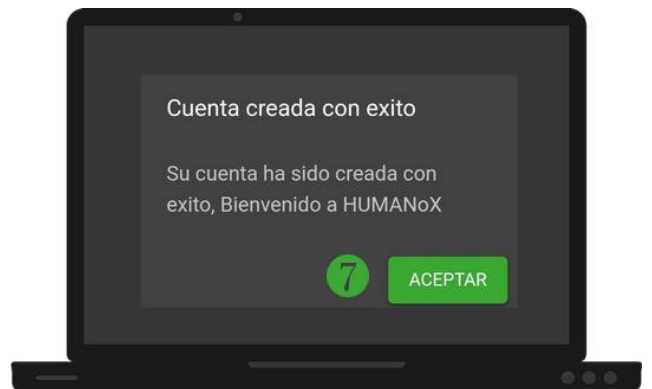 Cuenta creada con exito
Su cuenta ha sido creada con
exito, Bienvenido a HUMANoX
7 ACEPTAR